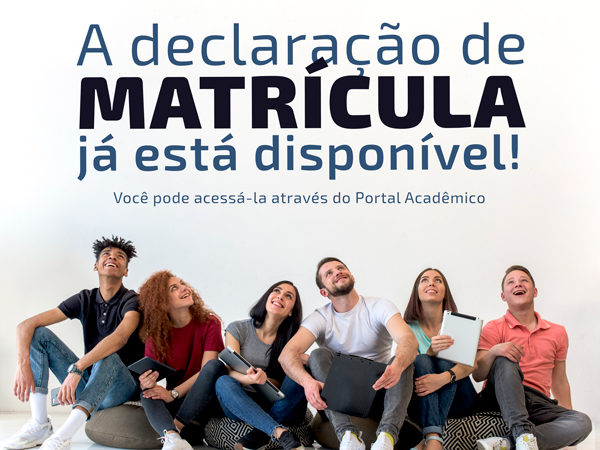 A declaração de
MATRÍCULA
já está disponível!
Você pode acessá-la através do Portal Acadêmico